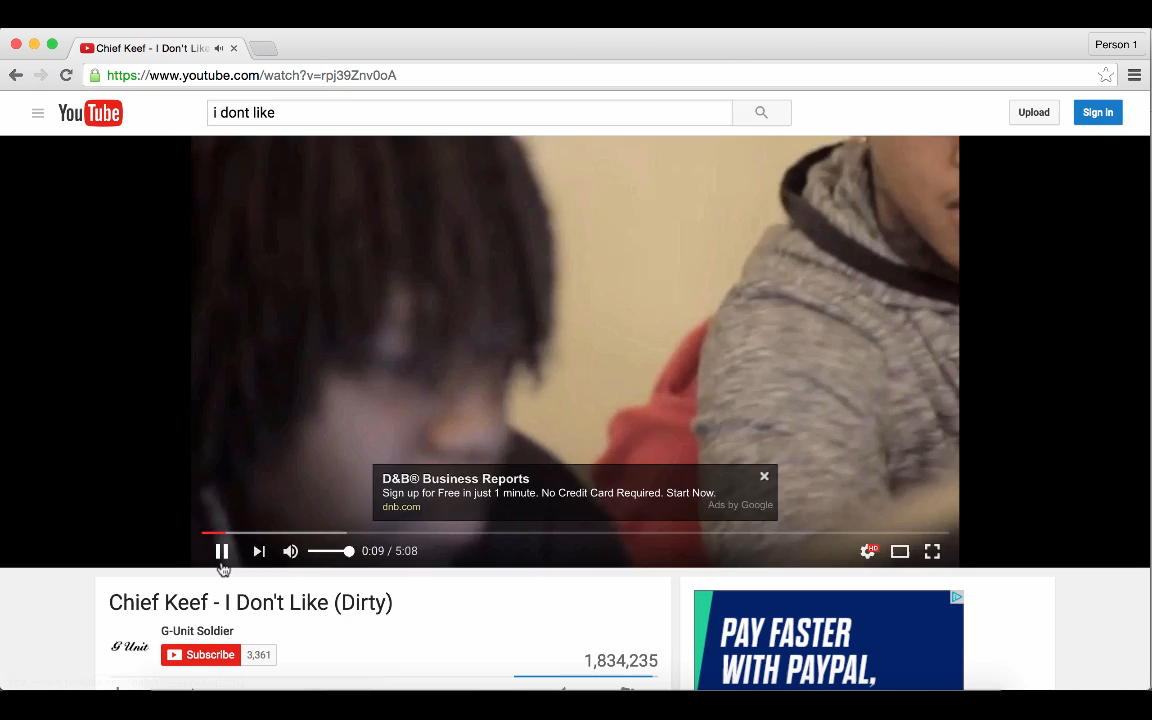 Chief Keef - I Don't Like
Person 1
https://www.youtube.com/watch?v=rpj39Znv0oA
YouTube
i dont like
Upload
Sign in
D&B® Business Reports
Sign up for Free in just 1 minute. No Credit Card Required. Start Now.
dnb.com
Ads by Google
HD
0:09 / 5:08
Chief Keef - I Don't Like (Dirty)
G-Unit Soldier
G Unit
Subscribe
3,361
1,834,235
PAY FASTER
WITH PAYPAL,